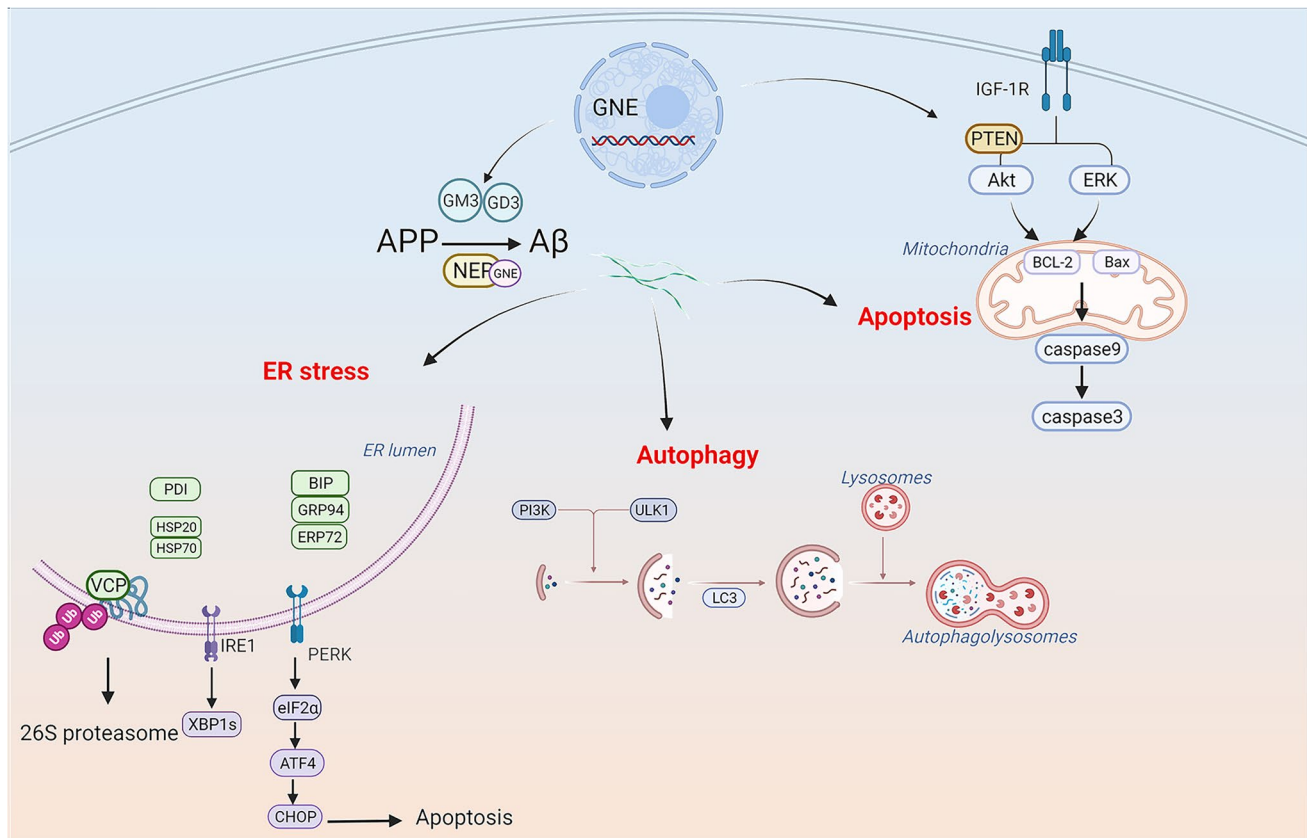 GNE
IGF-1R
PTEN
Akt
ERK
Mitochondria
BCL-2
Bax
caspase9
caspase3
GM3
GD3
APP
Aβ
NEP
GNE
Apoptosis
ER stress
Autophagy
ER lumen
PDI
HSP20
HSP70
BIP
GRP94
ERP72
VCP
Ub
Ub
Ub
IRE1
PERK
26S proteasome
XBP1s
eIF2α
ATF4
CHOP
Apoptosis
PI3K
ULK1
LC3
Lysosomes
Autophagolysosomes